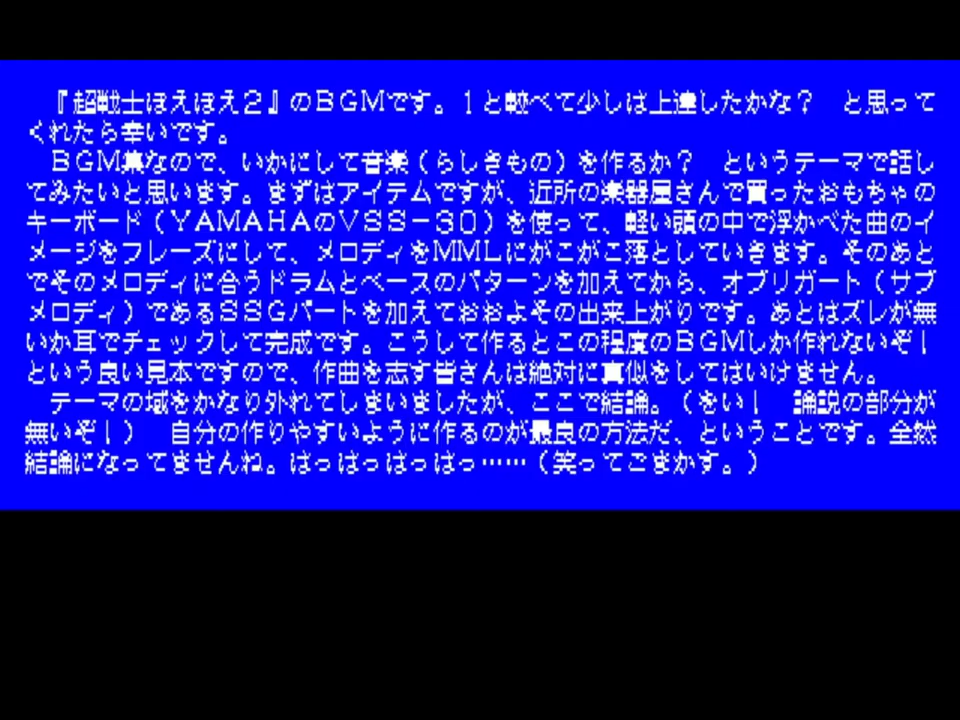 『超戦士ほえほえ２』のＢＧＭです。１と較べて少しは上達したかな？　と思って
くれたら幸いです。
　ＢＧＭ集なので、いかにして音楽（らしきもの）を作るか？　というテーマで話し
てみたいと思います。まずはアイテムですが、近所の楽器屋さんで買ったおもちゃの
キーボード（ＹＡＭＡＨＡのＶＳＳ－３０）を使って、軽い頭の中で浮かべた曲のイ
メージをフレーズにして、メロディをＭＭＬにがこがこ落としていきます。そのあと
でそのメロディに合うドラムとベースのパターンを加えてから、オブリガート（サブ
メロディ）であるＳＳＧパートを加えておおよその出来上がりです。あとはズレが無
いか耳でチェックして完成です。こうして作るとこの程度のＢＧＭしか作れないぞ！
という良い見本ですので、作曲を志す皆さんは絶対に真似をしてはいけません。
　テーマの域をかなり外れてしまいましたが、ここで結論。（をい！　論説の部分が
無いぞ！）　自分の作りやすいように作るのが最良の方法だ、ということです。全然
結論になってませんね。はっはっはっはっ……（笑ってごまかす。）